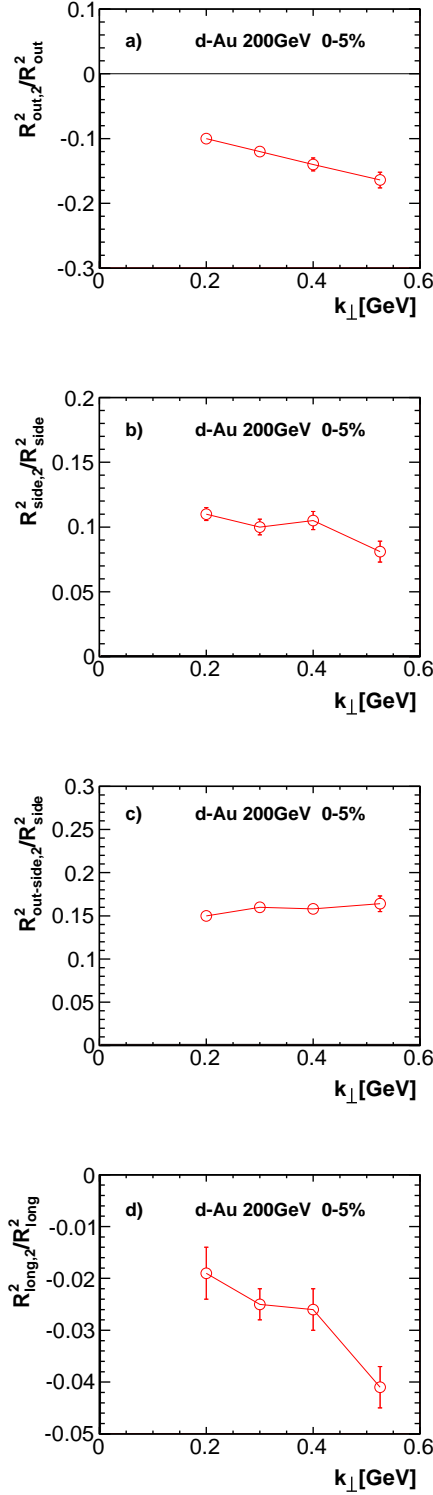 a) d-Au 200GeV 0-5%
R²out,2/R²out
0
-0.1
-0.2
-0.3
0 0.2 0.4 0.6
k⊥[GeV]
b) d-Au 200GeV 0-5%
R²side,2/R²side
0.2
0.15
0.1
0.05
0
0 0.2 0.4 0.6
k⊥[GeV]
c) d-Au 200GeV 0-5%
R²out-side,2/R²side
0.3
0.25
0.2
0.15
0.1
0.05
0
0 0.2 0.4 0.6
k⊥[GeV]
d) d-Au 200GeV 0-5%
R²long,2/R²long
0
-0.01
-0.02
-0.03
-0.04
-0.05
0 0.2 0.4 0.6
k⊥[GeV]